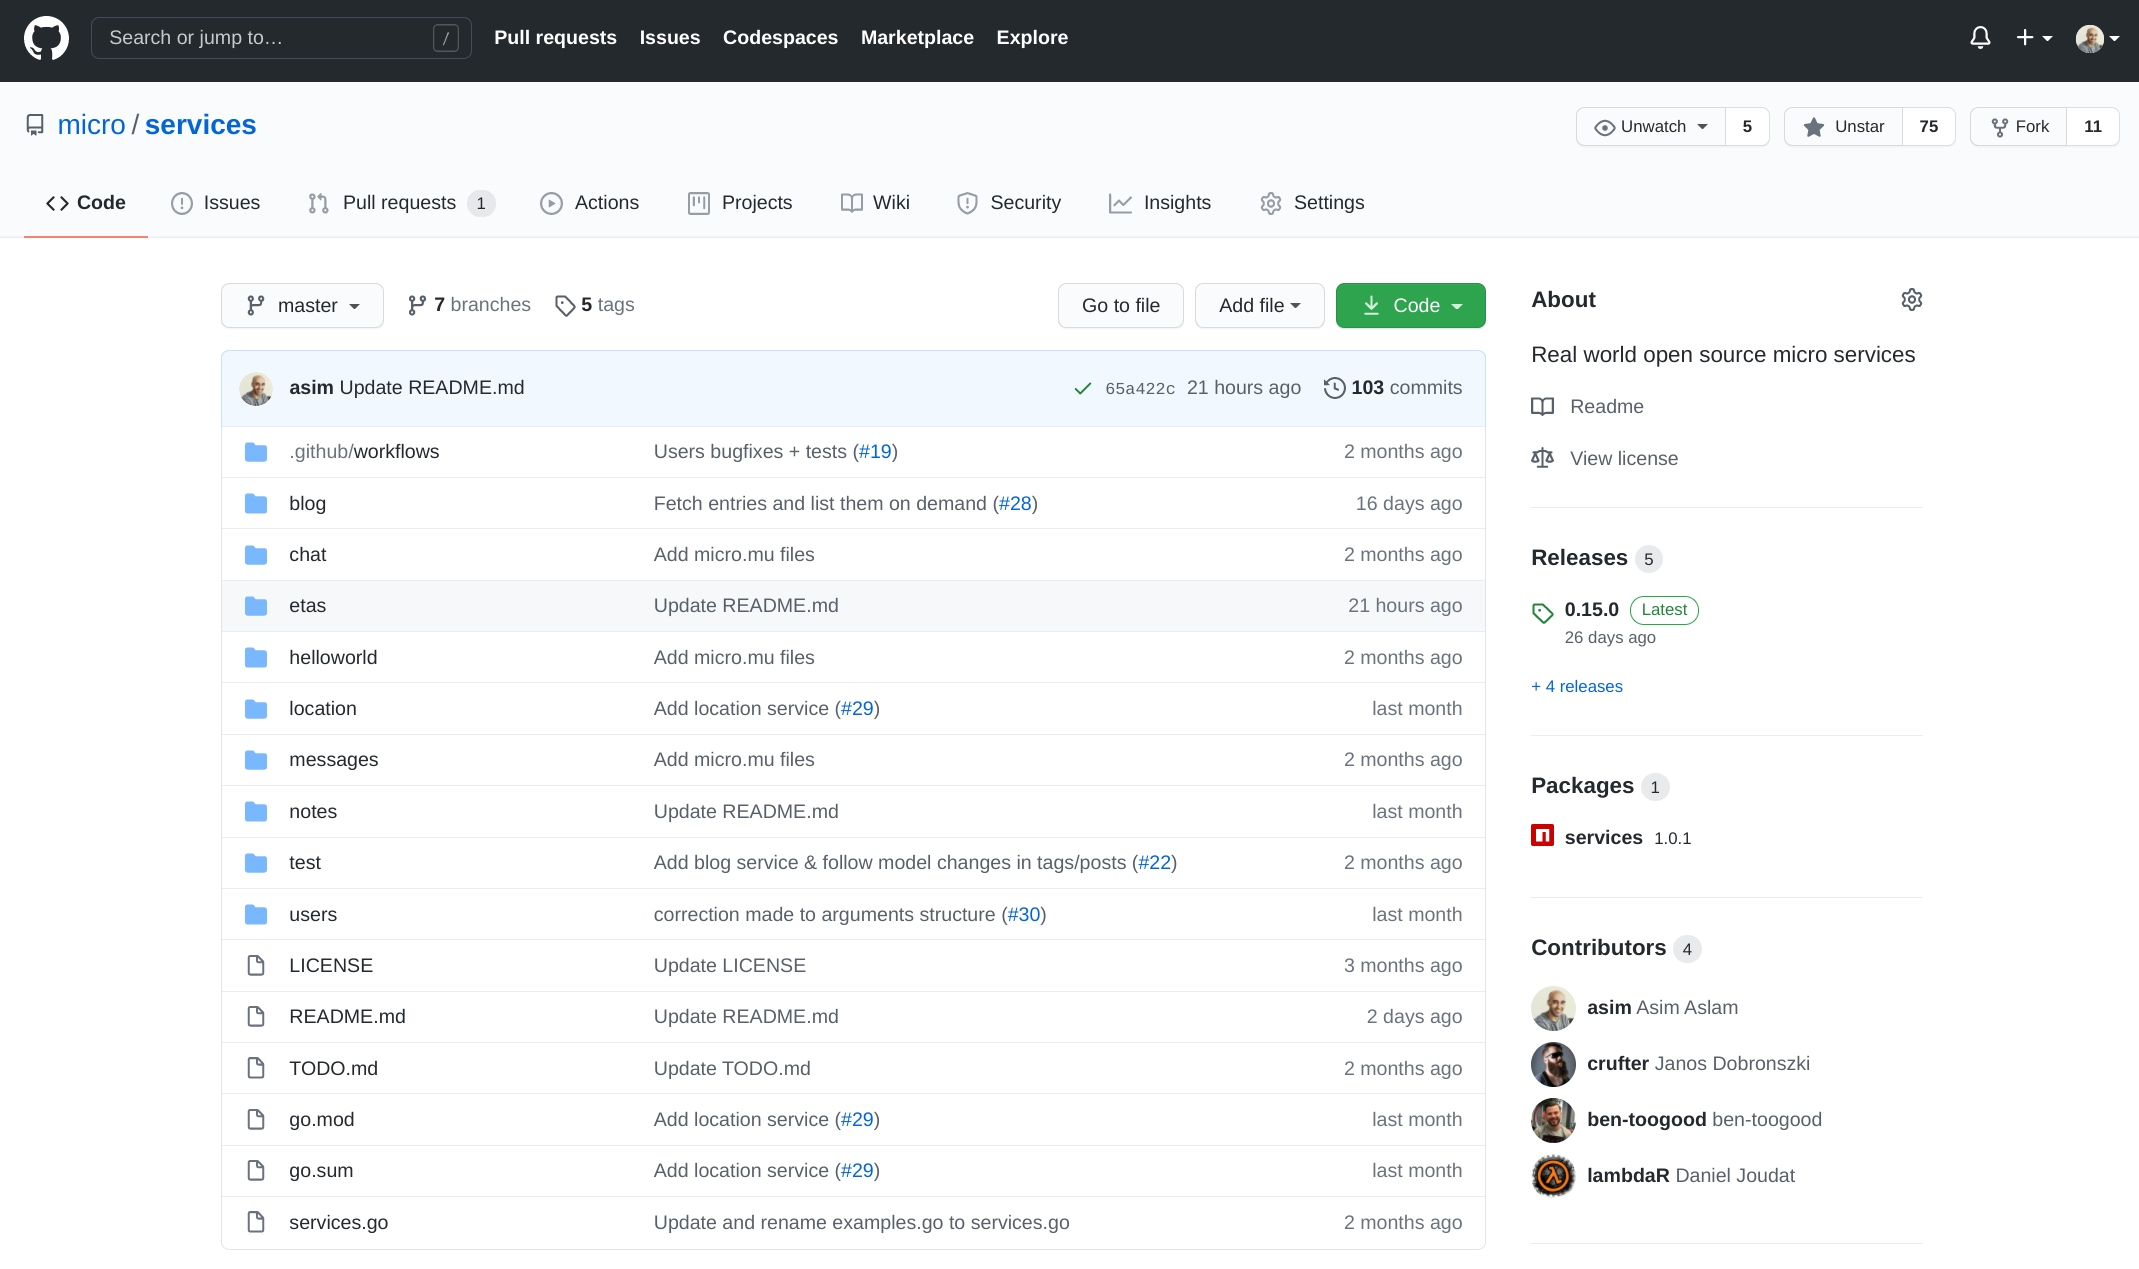 Search or jump to… /
Pull requests Issues Codespaces Marketplace Explore
micro / services
Unwatch 5 Unstar 75 Fork 11
Code Issues Pull requests 1 Actions Projects Wiki Security Insights Settings
master 7 branches 5 tags Go to file Add file Code
asim Update README.md 65a422c 21 hours ago 103 commits
.github/workflows Users bugfixes + tests (#19) 2 months ago
blog Fetch entries and list them on demand (#28) 16 days ago
chat Add micro.mu files 2 months ago
etas Update README.md 21 hours ago
helloworld Add micro.mu files 2 months ago
location Add location service (#29) last month
messages Add micro.mu files 2 months ago
notes Update README.md last month
test Add blog service & follow model changes in tags/posts (#22) 2 months ago
users correction made to arguments structure (#30) last month
LICENSE Update LICENSE 3 months ago
README.md Update README.md 2 days ago
TODO.md Update TODO.md 2 months ago
go.mod Add location service (#29) last month
go.sum Add location service (#29) last month
services.go Update and rename examples.go to services.go 2 months ago
About
Real world open source micro services
Readme
View license
Releases 5
0.15.0 Latest
26 days ago
+ 4 releases
Packages 1
services 1.0.1
Contributors 4
asim Asim Aslam
crufter Janos Dobronszki
ben-toogood ben-toogood
lambdaR Daniel Joudat